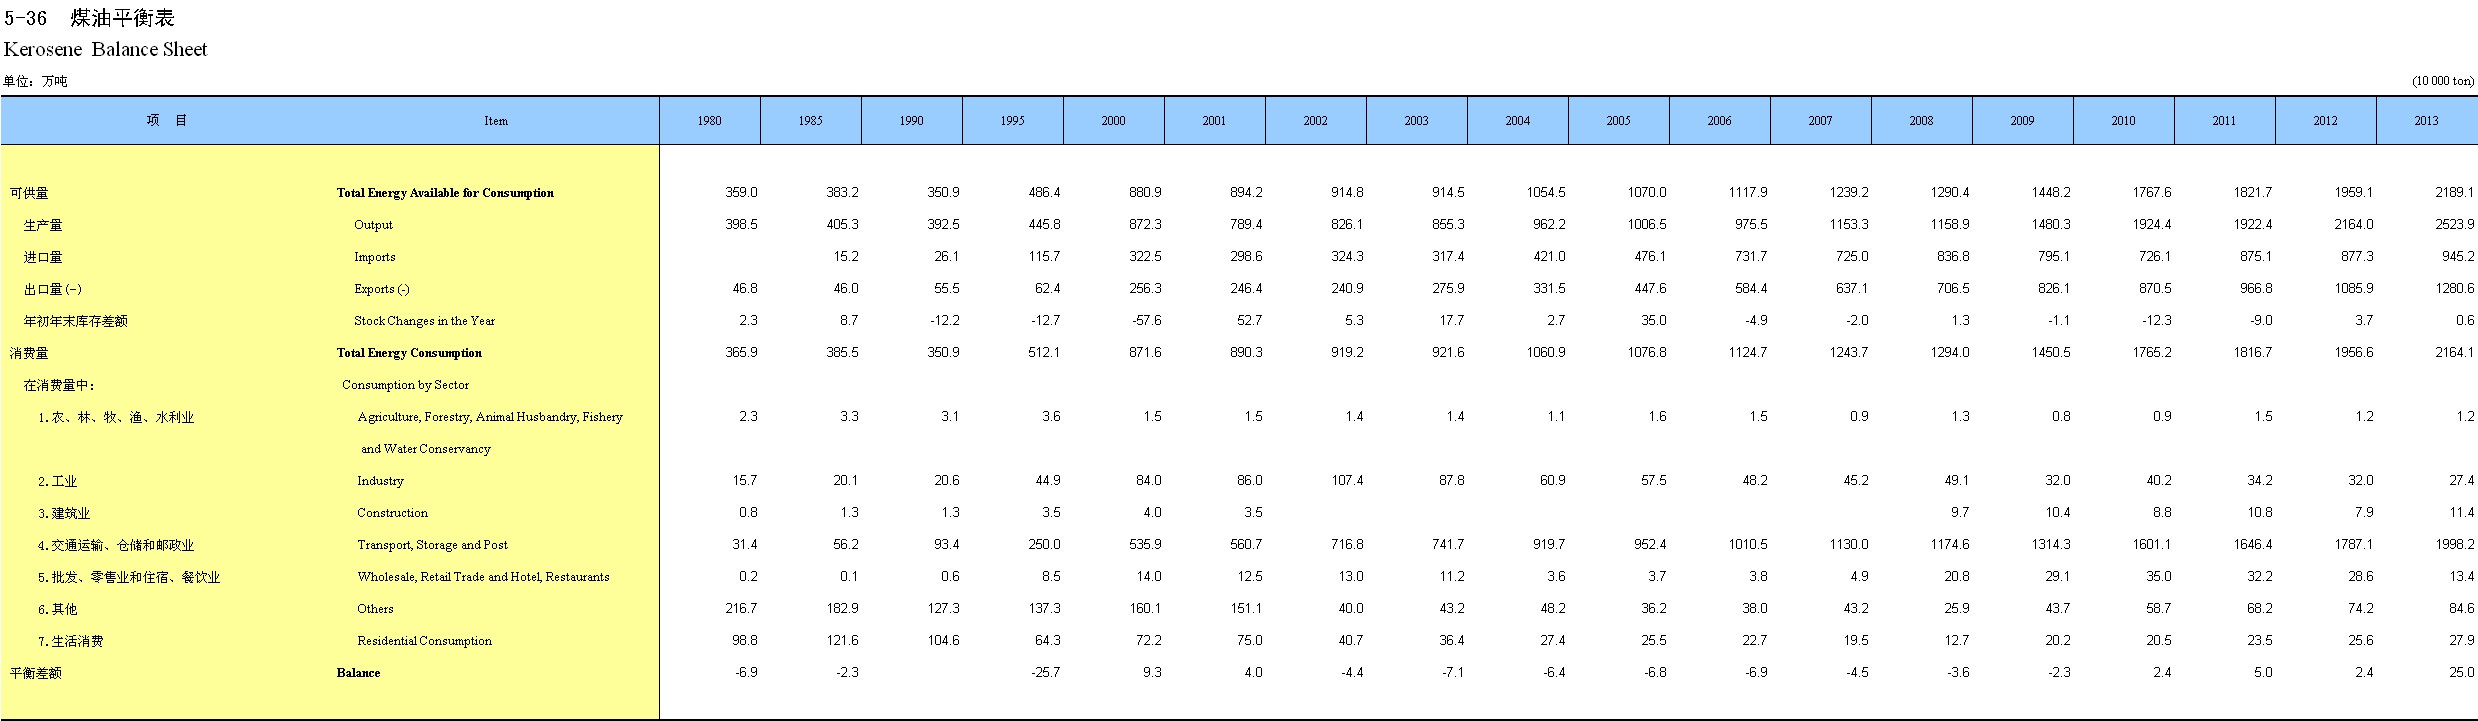 5-36 煤油平衡表
Kerosene Balance Sheet
单位：万吨 (10 000 ton)
项 目 Item 1980 1985 1990 1995 2000 2001 2002 2003 2004 2005 2006 2007 2008 2009 2010 2011 2012 2013
可供量 Total Energy Available for Consumption 359.0 383.2 350.9 486.4 880.9 894.2 914.8 914.5 1054.5 1070.0 1117.9 1239.2 1290.4 1448.2 1767.6 1821.7 1959.1 2189.1
生产量 Output 398.5 405.3 392.5 445.8 872.3 789.4 826.1 855.3 962.2 1006.5 975.5 1153.3 1158.9 1480.3 1924.4 1922.4 2164.0 2523.9
进口量 Imports 15.2 26.1 115.7 322.5 298.6 324.3 317.4 421.0 476.1 731.7 725.0 836.8 795.1 726.1 875.1 877.3 945.2
出口量(-) Exports (-) 46.8 46.0 55.5 62.4 256.3 246.4 240.9 275.9 331.5 447.6 584.4 637.1 706.5 826.1 870.5 966.8 1085.9 1280.6
年初年末库存差额 Stock Changes in the Year 2.3 8.7 -12.2 -12.7 -57.6 52.7 5.3 17.7 2.7 35.0 -4.9 -2.0 1.3 -1.1 -12.3 -9.0 3.7 0.6
消费量 Total Energy Consumption 365.9 385.5 350.9 512.1 871.6 890.3 919.2 921.6 1060.9 1076.8 1124.7 1243.7 1294.0 1450.5 1765.2 1816.7 1956.6 2164.1
在消费量中： Consumption by Sector
1.农、林、牧、渔、水利业 Agriculture, Forestry, Animal Husbandry, Fishery 2.3 3.3 3.1 3.6 1.5 1.5 1.4 1.4 1.1 1.6 1.5 0.9 1.3 0.8 0.9 1.5 1.2 1.2
and Water Conservancy
2.工业 Industry 15.7 20.1 20.6 44.9 84.0 86.0 107.4 87.8 60.9 57.5 48.2 45.2 49.1 32.0 40.2 34.2 32.0 27.4
3.建筑业 Construction 0.8 1.3 1.3 3.5 4.0 3.5 9.7 10.4 8.8 10.8 7.9 11.4
4.交通运输、仓储和邮政业 Transport, Storage and Post 31.4 56.2 93.4 250.0 535.9 560.7 716.8 741.7 919.7 952.4 1010.5 1130.0 1174.6 1314.3 1601.1 1646.4 1787.1 1998.2
5.批发、零售业和住宿、餐饮业 Wholesale, Retail Trade and Hotel, Restaurants 0.2 0.1 0.6 8.5 14.0 12.5 13.0 11.2 3.6 3.7 3.8 4.9 20.8 29.1 35.0 32.2 28.6 13.4
6.其他 Others 216.7 182.9 127.3 137.3 160.1 151.1 40.0 43.2 48.2 36.2 38.0 43.2 25.9 43.7 58.7 68.2 74.2 84.6
7.生活消费 Residential Consumption 98.8 121.6 104.6 64.3 72.2 75.0 40.7 36.4 27.4 25.5 22.7 19.5 12.7 20.2 20.5 23.5 25.6 27.9
平衡差额 Balance -6.9 -2.3 -25.7 9.3 4.0 -4.4 -7.1 -6.4 -6.8 -6.9 -4.5 -3.6 -2.3 2.4 5.0 2.4 25.0